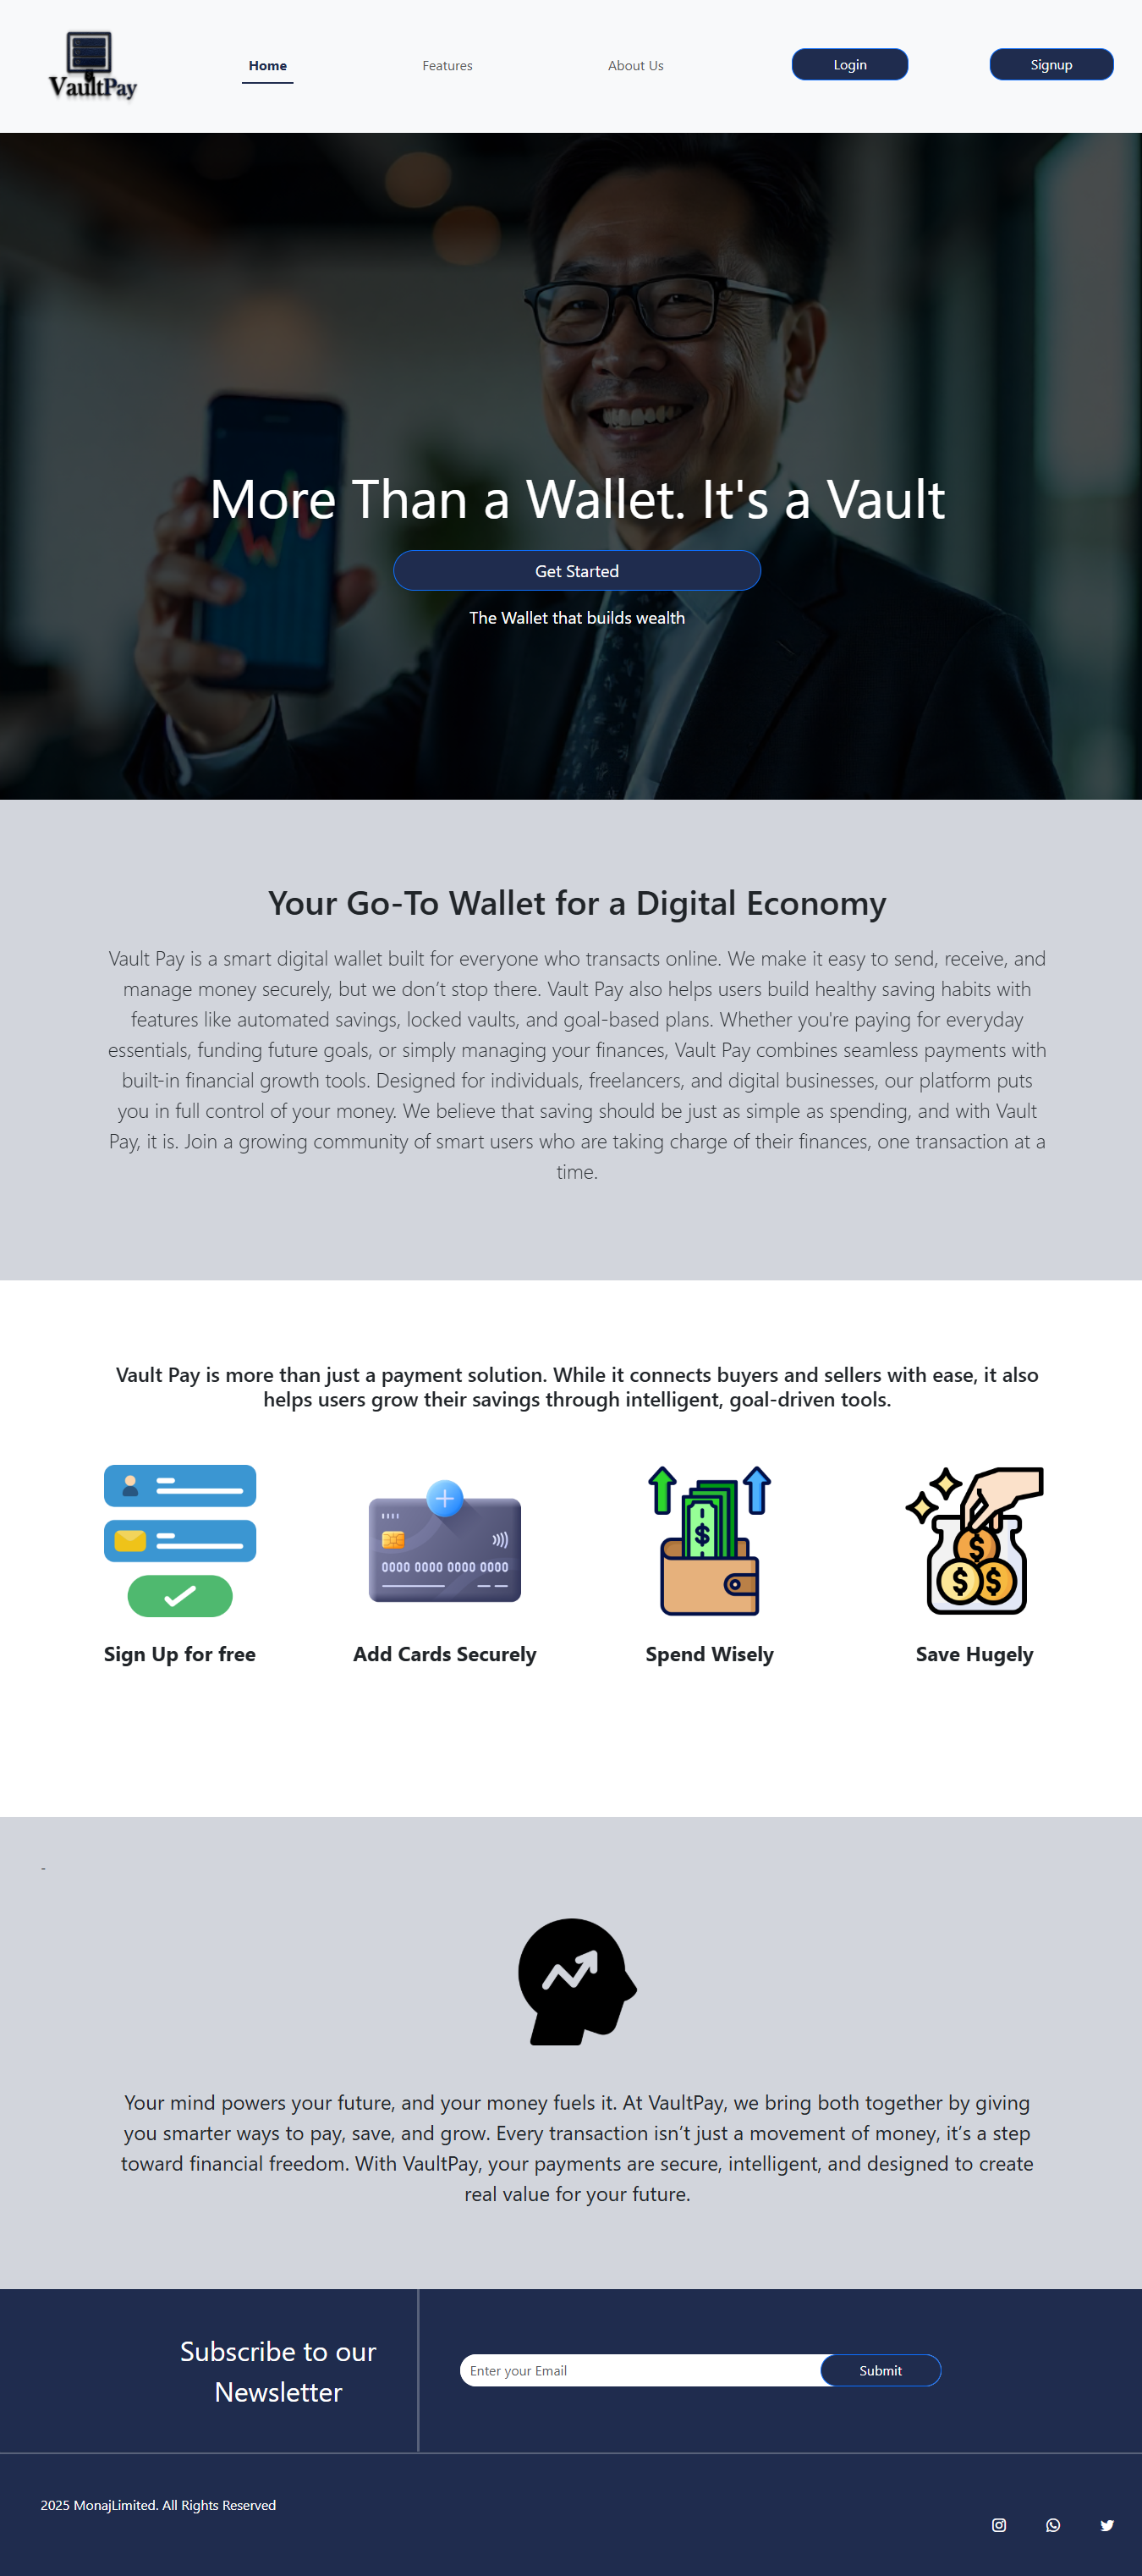 VaultPay
Home
Features
About Us
Login
Signup
More Than a Wallet. It's a Vault
Get Started
The Wallet that builds wealth
Your Go-To Wallet for a Digital Economy
Vault Pay is a smart digital wallet built for everyone who transacts online. We make it easy to send, receive, and
manage money securely, but we don’t stop there. Vault Pay also helps users build healthy saving habits with
features like automated savings, locked vaults, and goal-based plans. Whether you're paying for everyday
essentials, funding future goals, or simply managing your finances, Vault Pay combines seamless payments with
built-in financial growth tools. Designed for individuals, freelancers, and digital businesses, our platform puts
you in full control of your money. We believe that saving should be just as simple as spending, and with Vault
Pay, it is. Join a growing community of smart users who are taking charge of their finances, one transaction at a
time.
Vault Pay is more than just a payment solution. While it connects buyers and sellers with ease, it also
helps users grow their savings through intelligent, goal-driven tools.
0000 0000 0000 0000
$
$
$ $
Sign Up for free
Add Cards Securely
Spend Wisely
Save Hugely
-
Your mind powers your future, and your money fuels it. At VaultPay, we bring both together by giving
you smarter ways to pay, save, and grow. Every transaction isn’t just a movement of money, it’s a step
toward financial freedom. With VaultPay, your payments are secure, intelligent, and designed to create
real value for your future.
Subscribe to our
Newsletter
Enter your Email
Submit
2025 MonajLimited. All Rights Reserved